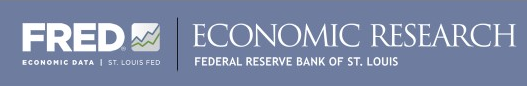 FRED®
ECONOMIC DATA | ST. LOUIS FED
ECONOMIC RESEARCH
FEDERAL RESERVE BANK OF ST. LOUIS